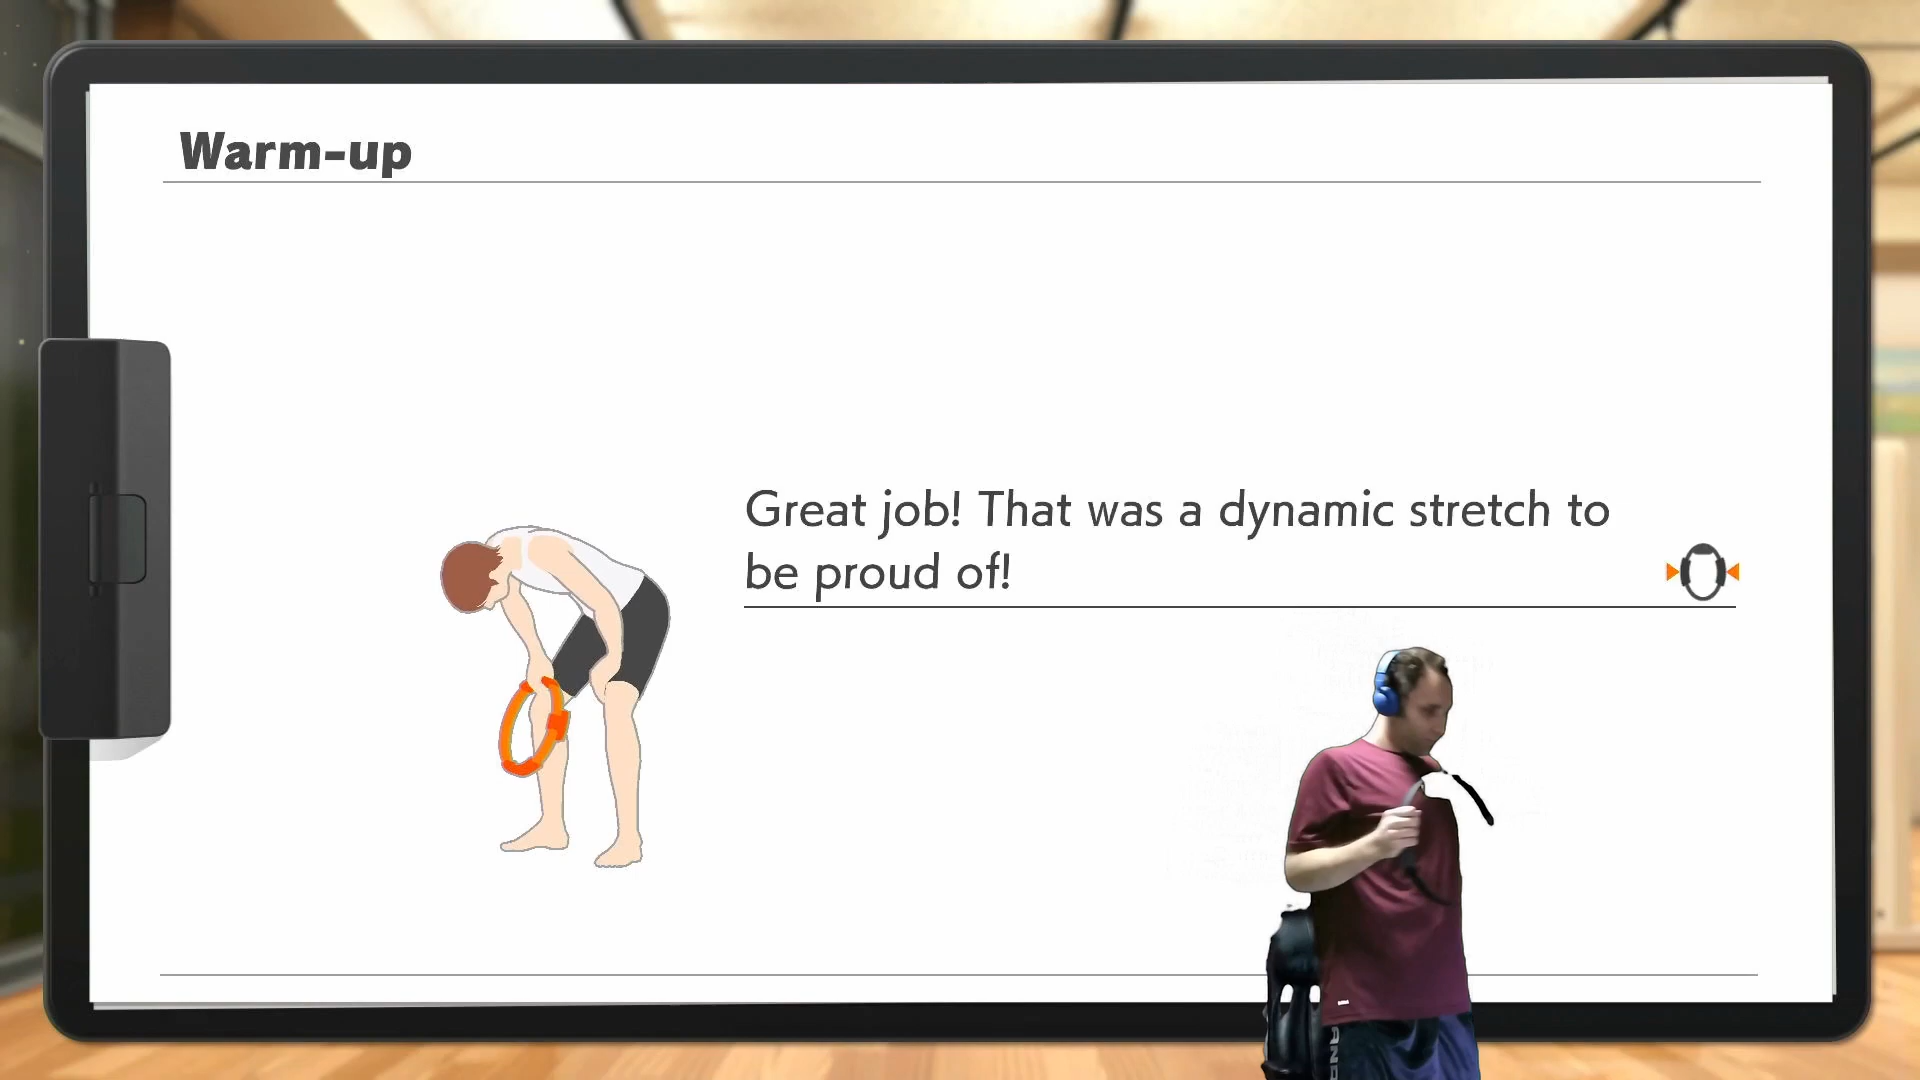 Warm-up
Great job! That was a dynamic stretch to
be proud of!